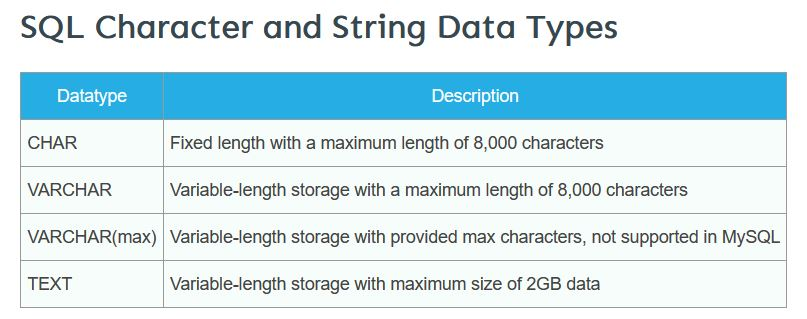 SQL Character and String Data Types
Datatype Description
CHAR Fixed length with a maximum length of 8,000 characters
VARCHAR Variable-length storage with a maximum length of 8,000 characters
VARCHAR(max) Variable-length storage with provided max characters, not supported in MySQL
TEXT Variable-length storage with maximum size of 2GB data